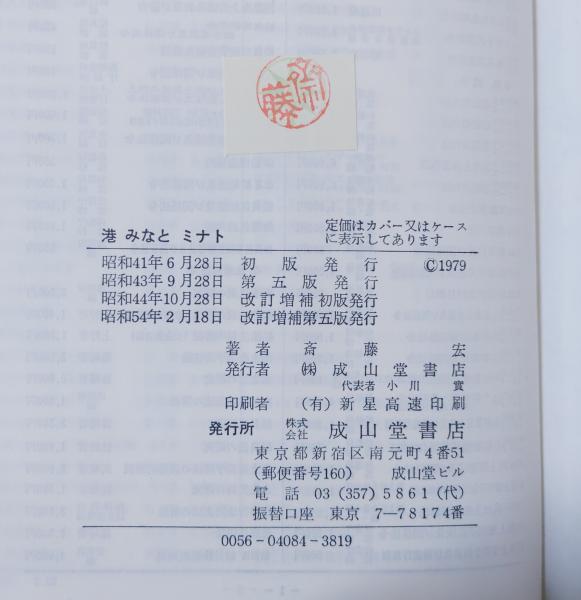 斎藤
港 みなと ミナト
定価はカバー又はケース
に表示してあります
昭和41年6月28日 初版発行 ©1979
昭和43年9月28日 第五版発行
昭和44年10月28日 改訂増補初版発行
昭和54年2月18日 改訂増補第五版発行
著者 斎藤宏
発行者 ㈱成山堂書店
代表者 小川實
印刷者 (有)新星高速印刷
発行所 株式会社 成山堂書店
東京都新宿区南元町4番51
(郵便番号160) 成山堂ビル
電話 03(357)5861(代)
振替口座 東京 7-78174番
0056-04084-3819